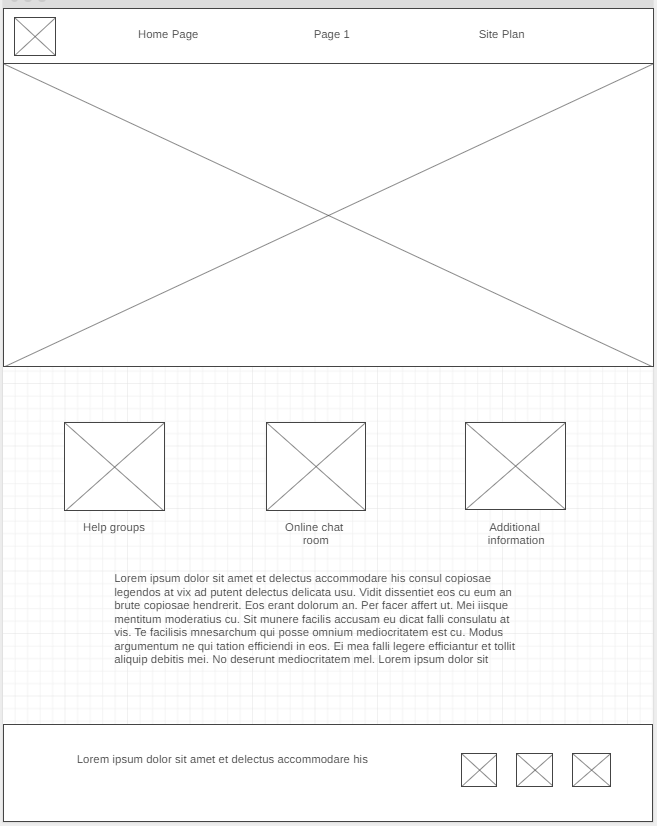 Home Page
Page 1
Site Plan
Help groups
Online chat
room
Additional
information
Lorem ipsum dolor sit amet et delectus accommodare his consul copiosae
legendos at vix ad putent delectus delicata usu. Vidit dissentiet eos cu eum an
brute copiosae hendrerit. Eos erant dolorum an. Per facer affert ut. Mei iisque
mentitum moderatius cu. Sit munere facilis accusam eu dicat falli consulatu at
vis. Te facilisis mnesarchum qui posse omnium mediocritatem est cu. Modus
argumentum ne qui tation efficiendi in eos. Ei mea falli legere efficiantur et tollit
aliquip debitis mei. No deserunt mediocritatem mel. Lorem ipsum dolor sit
Lorem ipsum dolor sit amet et delectus accommodare his